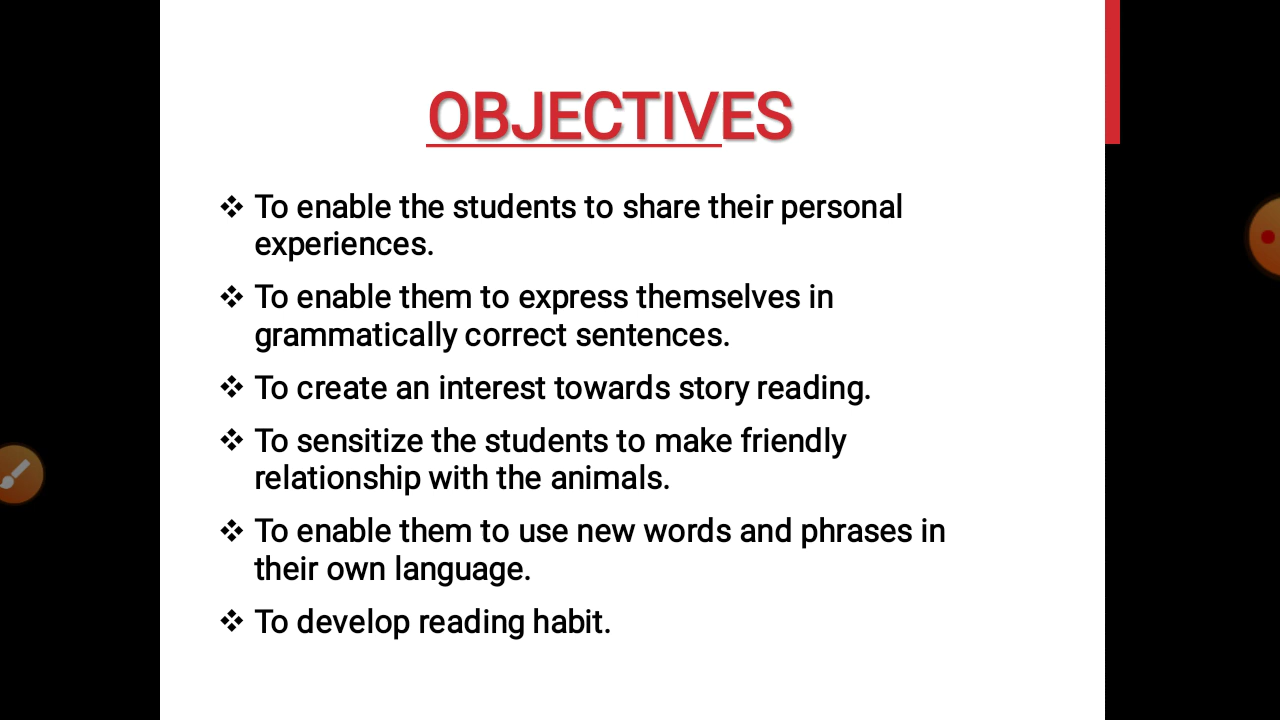 OBJECTIVES
❖ To enable the students to share their personal
experiences.
❖ To enable them to express themselves in
grammatically correct sentences.
❖ To create an interest towards story reading.
❖ To sensitize the students to make friendly
relationship with the animals.
❖ To enable them to use new words and phrases in
their own language.
❖ To develop reading habit.